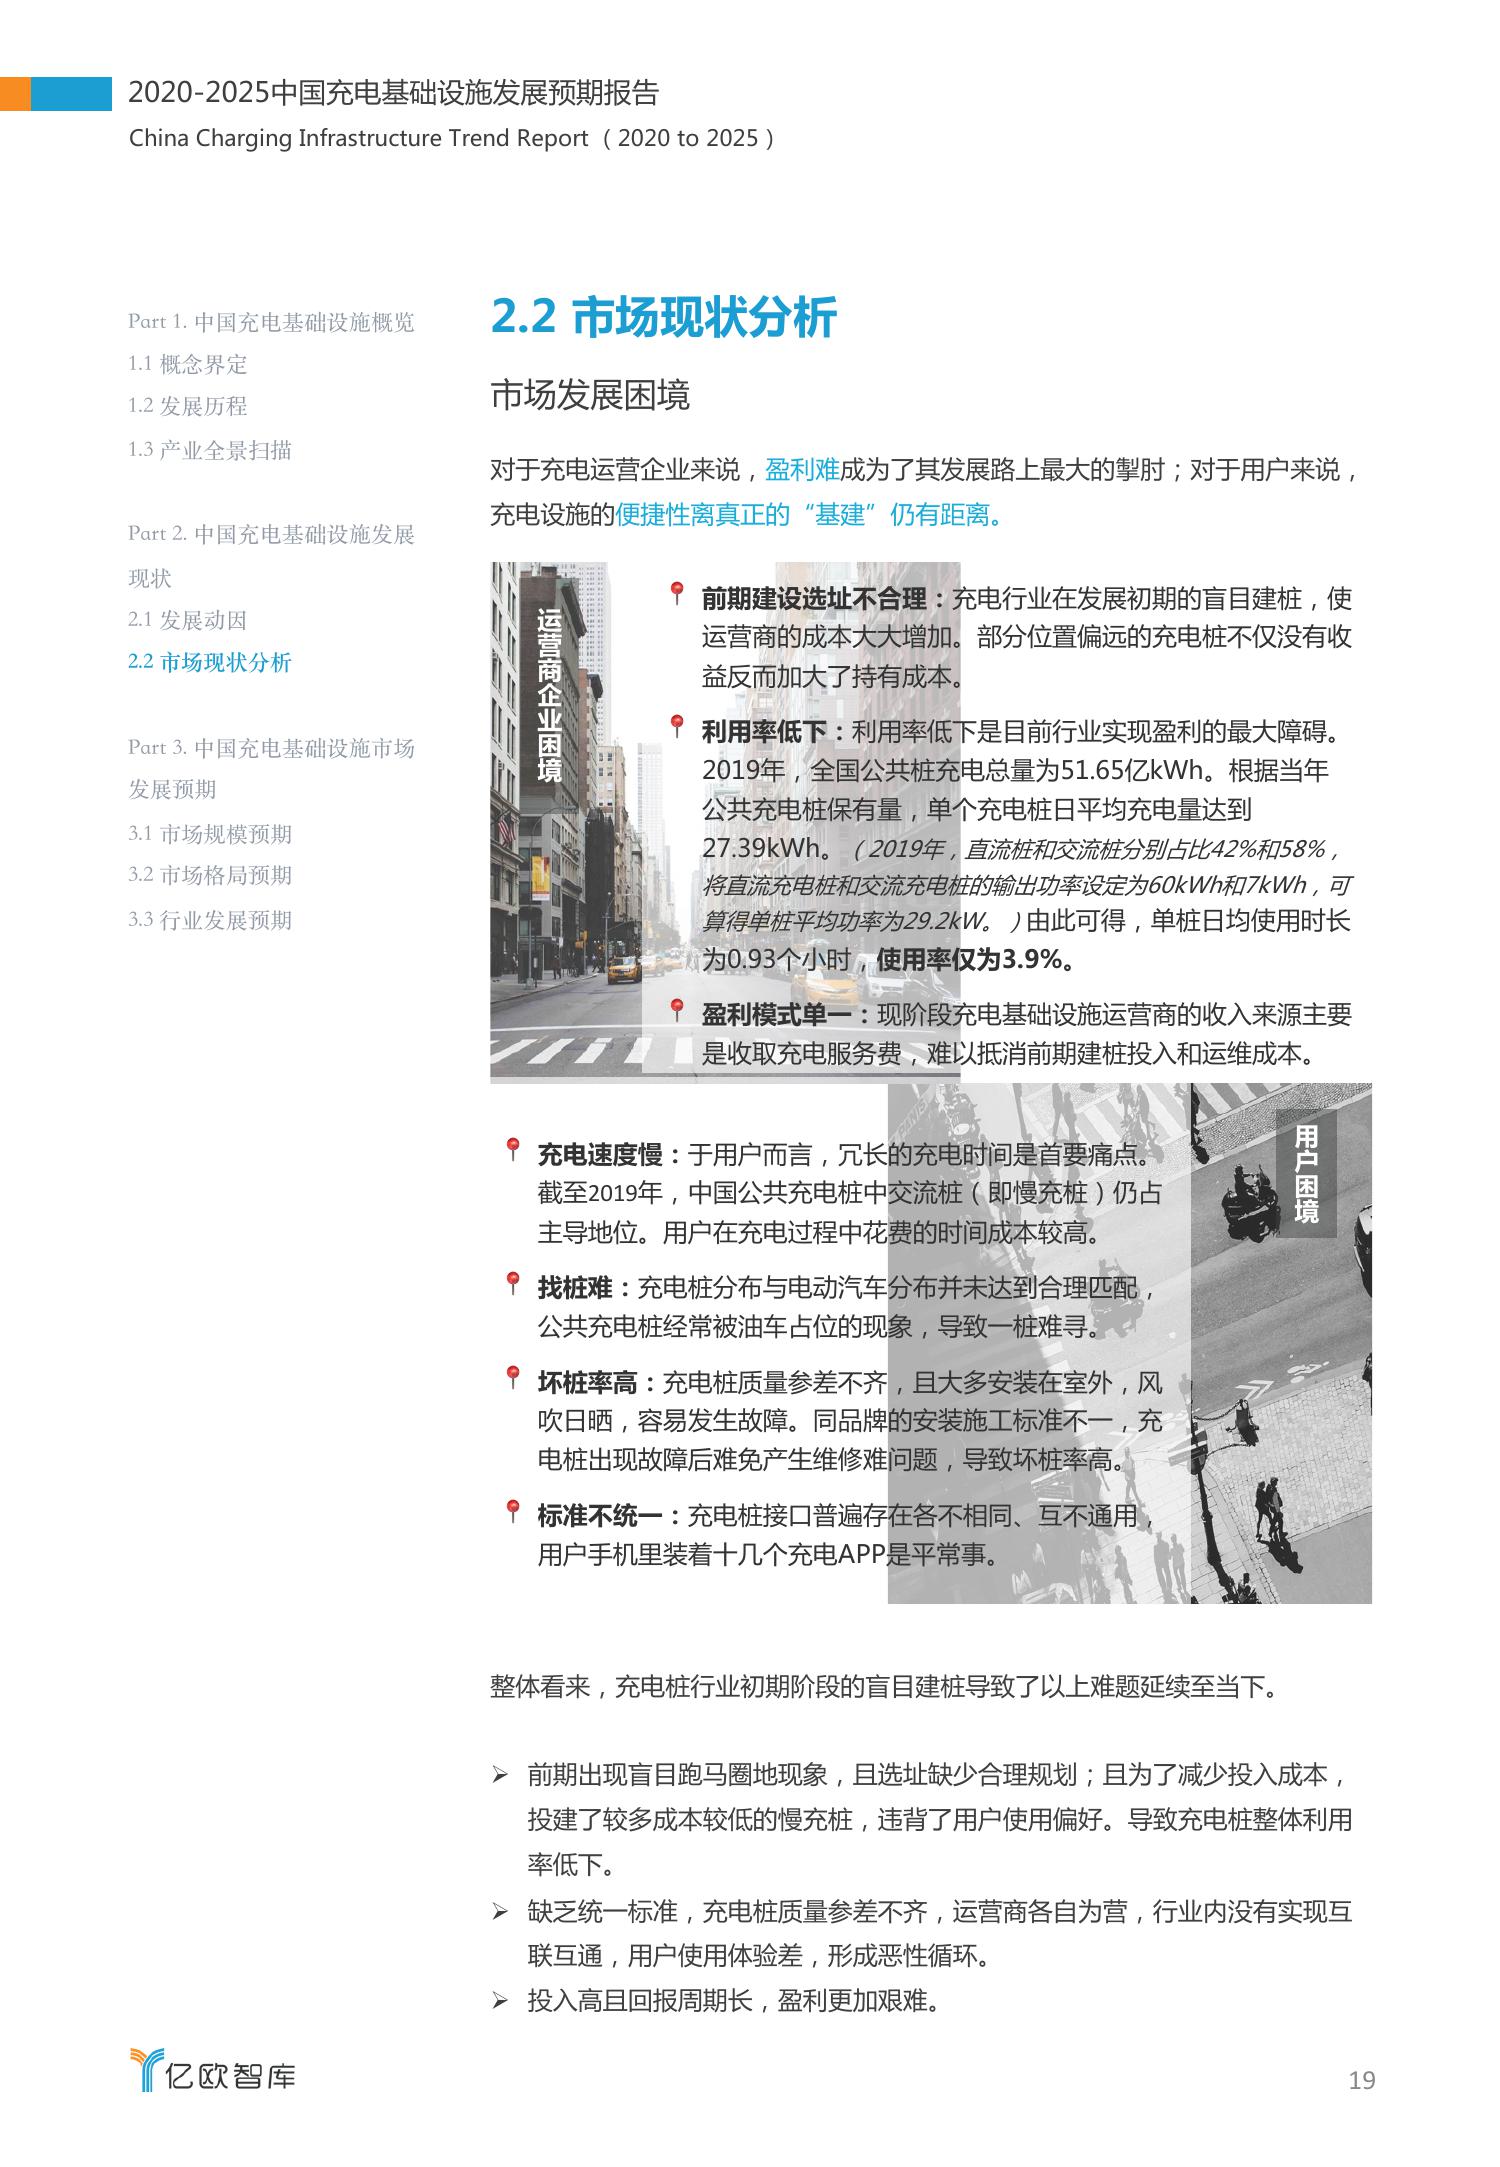 2020-2025中国充电基础设施发展预期报告
China Charging Infrastructure Trend Report（2020 to 2025）
Part 1. 中国充电基础设施概览
1.1 概念界定
1.2 发展历程
1.3 产业全景扫描
Part 2. 中国充电基础设施发展
现状
2.1 发展动因
2.2 市场现状分析
Part 3. 中国充电基础设施市场
发展预期
3.1 市场规模预期
3.2 市场格局预期
3.3 行业发展预期
2.2 市场现状分析
市场发展困境
对于充电运营企业来说，盈利难成为了其发展路上最大的掣肘；对于用户来说，
充电设施的便捷性离真正的“基建”仍有距离。
运营商企业困境
前期建设选址不合理：充电行业在发展初期的盲目建桩，使
运营商的成本大大增加。部分位置偏远的充电桩不仅没有收
益反而加大了持有成本。
利用率低下：利用率低下是目前行业实现盈利的最大障碍。
2019年，全国公共桩充电总量为51.65亿kWh。根据当年
公共充电桩保有量，单个充电桩日平均充电量达到
27.39kWh。（2019年，直流桩和交流桩分别占比42%和58%，
将直流充电桩和交流充电桩的输出功率设定为60kWh和7kWh，可
算得单桩平均功率为29.2kW。）由此可得，单桩日均使用时长
为0.93个小时，使用率仅为3.9%。
盈利模式单一：现阶段充电基础设施运营商的收入来源主要
是收取充电服务费，难以抵消前期建桩投入和运维成本。
用户困境
充电速度慢：于用户而言，冗长的充电时间是首要痛点。
截至2019年，中国公共充电桩中交流桩（即慢充桩）仍占
主导地位。用户在充电过程中花费的时间成本较高。
找桩难：充电桩分布与电动汽车分布并未达到合理匹配，
公共充电桩经常被油车占位的现象，导致一桩难寻。
坏桩率高：充电桩质量参差不齐，且大多安装在室外，风
吹日晒，容易发生故障。同品牌的安装施工标准不一，充
电桩出现故障后难免产生维修难问题，导致坏桩率高。
标准不统一：充电桩接口普遍存在各不相同、互不通用，
用户手机里装着十几个充电APP是平常事。
整体看来，充电桩行业初期阶段的盲目建桩导致了以上难题延续至当下。
➢ 前期出现盲目跑马圈地现象，且选址缺少合理规划；且为了减少投入成本，
投建了较多成本较低的慢充桩，违背了用户使用偏好。导致充电桩整体利用
率低下。
➢ 缺乏统一标准，充电桩质量参差不齐，运营商各自为营，行业内没有实现互
联互通，用户使用体验差，形成恶性循环。
➢ 投入高且回报周期长，盈利更加艰难。
亿欧智库
19